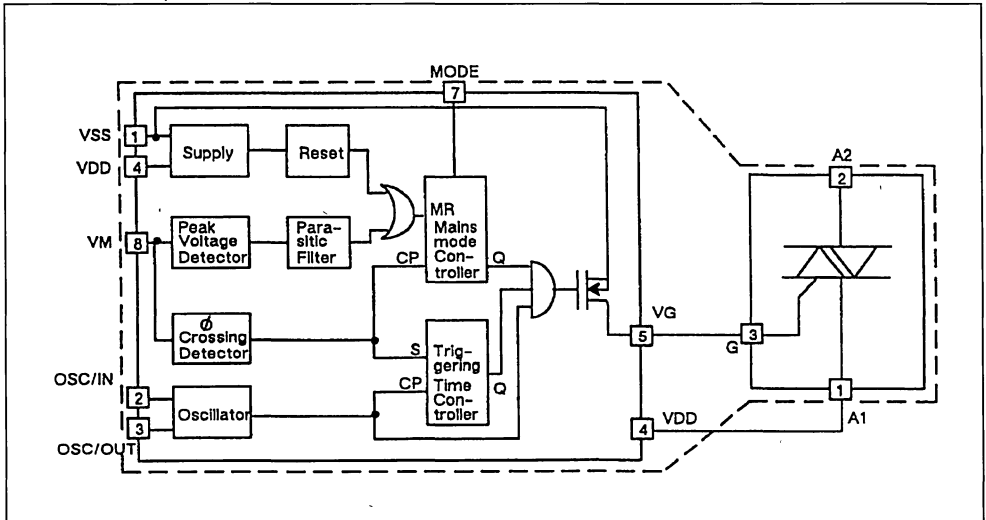 MODE
7
VSS
1
Supply
Reset
VDD
4
A2
2
MR
Mains
mode
Con-
troller
VM
8
Peak
Voltage
Detector
Para-
sitic
Filter
CP
Q
VG
5
3
G
Ø
Crossing
Detector
S
Trig-
gering
Time
Con-
troller
CP
Q
OSC/IN
2
Oscillator
3
OSC/OUT
4
VDD
1
A1